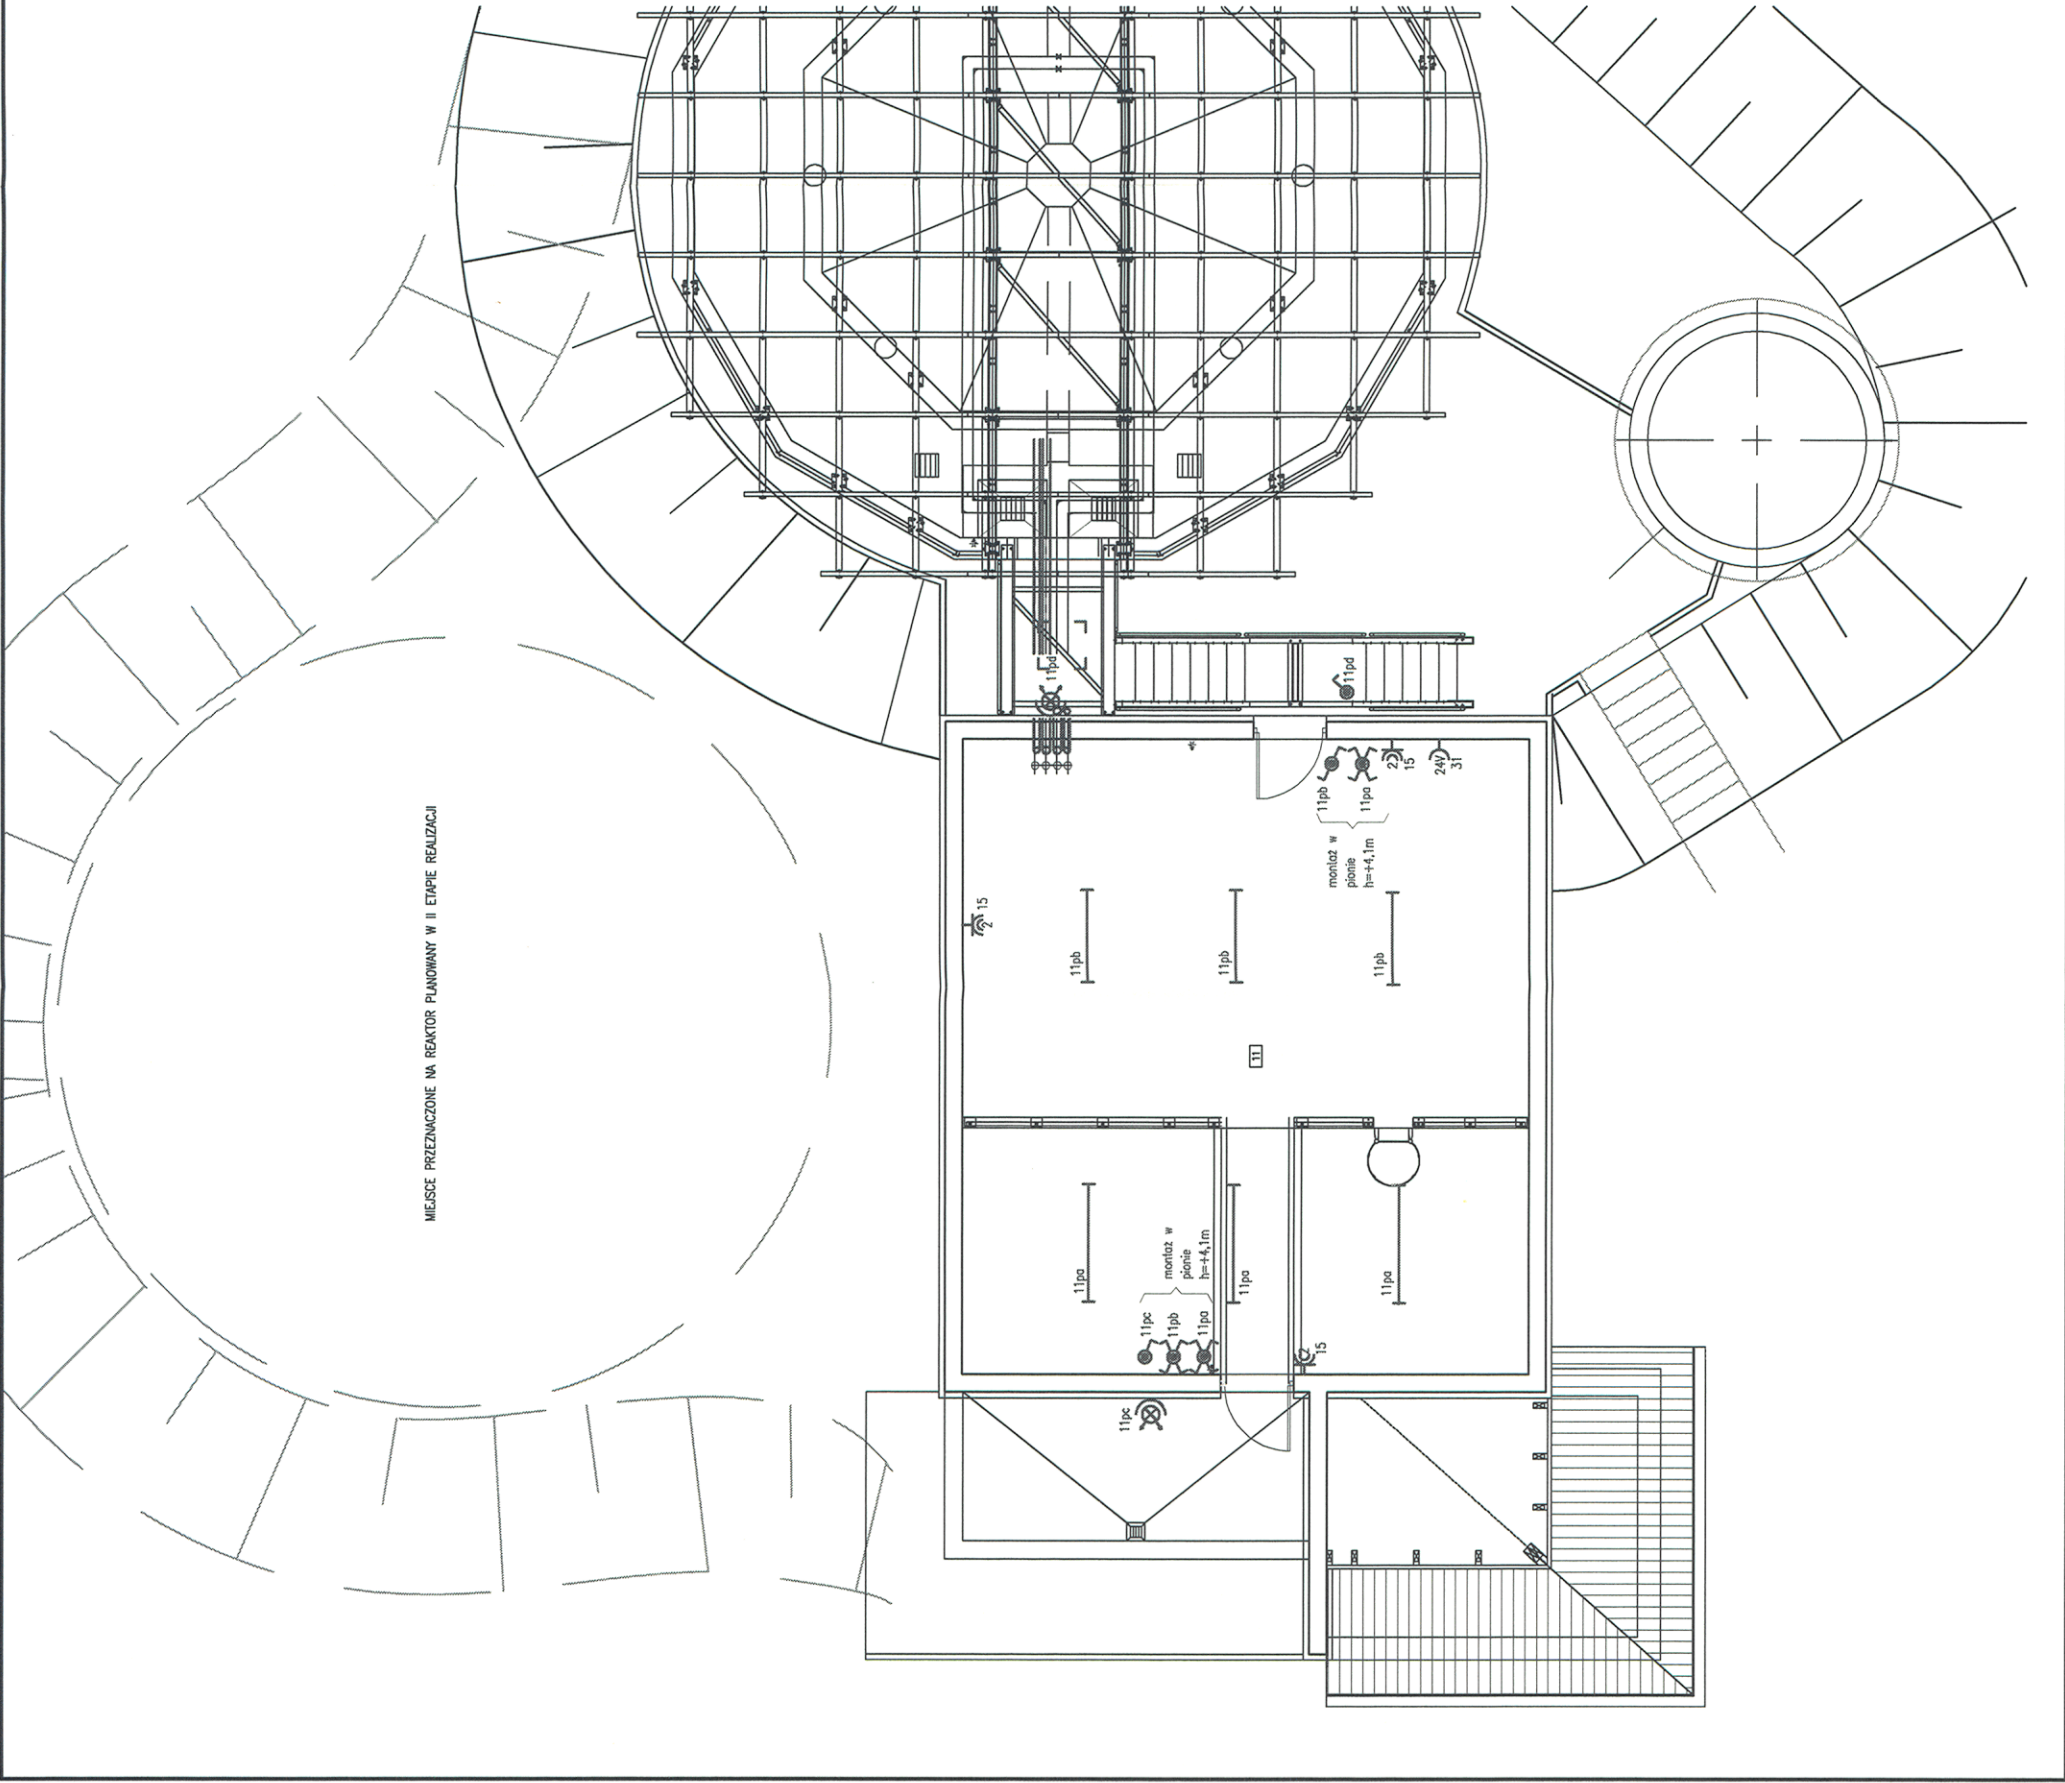 MIEJSCE PRZEZNACZONE NA REAKTOR PLANOWANY W II ETAPIE REALIZACJI
11pd
11pd
11pb
11pa
2
15
24V
31
montaż w
pionie
h=+4,1m
2
15
11pb
11pb
11pb
11
11pa
11pa
11pa
montaż w
pionie
h=+4,1m
11pc
11pb
11pa
2
15
11pc